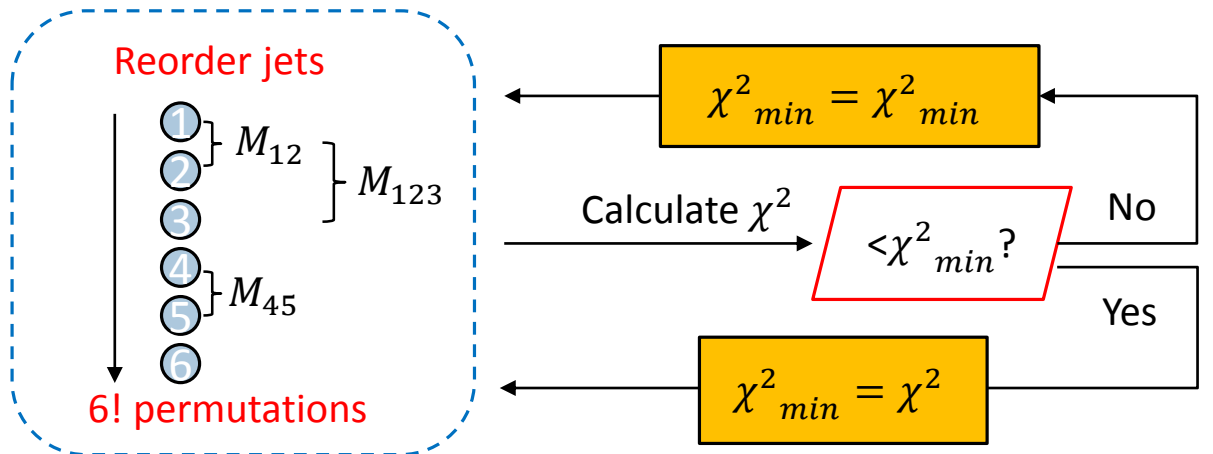 Reorder jets
1
2
3
4
5
6
M₁₂
M₁₂₃
M₄₅
6! permutations
χ²ₘᵢₙ = χ²ₘᵢₙ
Calculate χ²
<χ²ₘᵢₙ?
No
Yes
χ²ₘᵢₙ = χ²